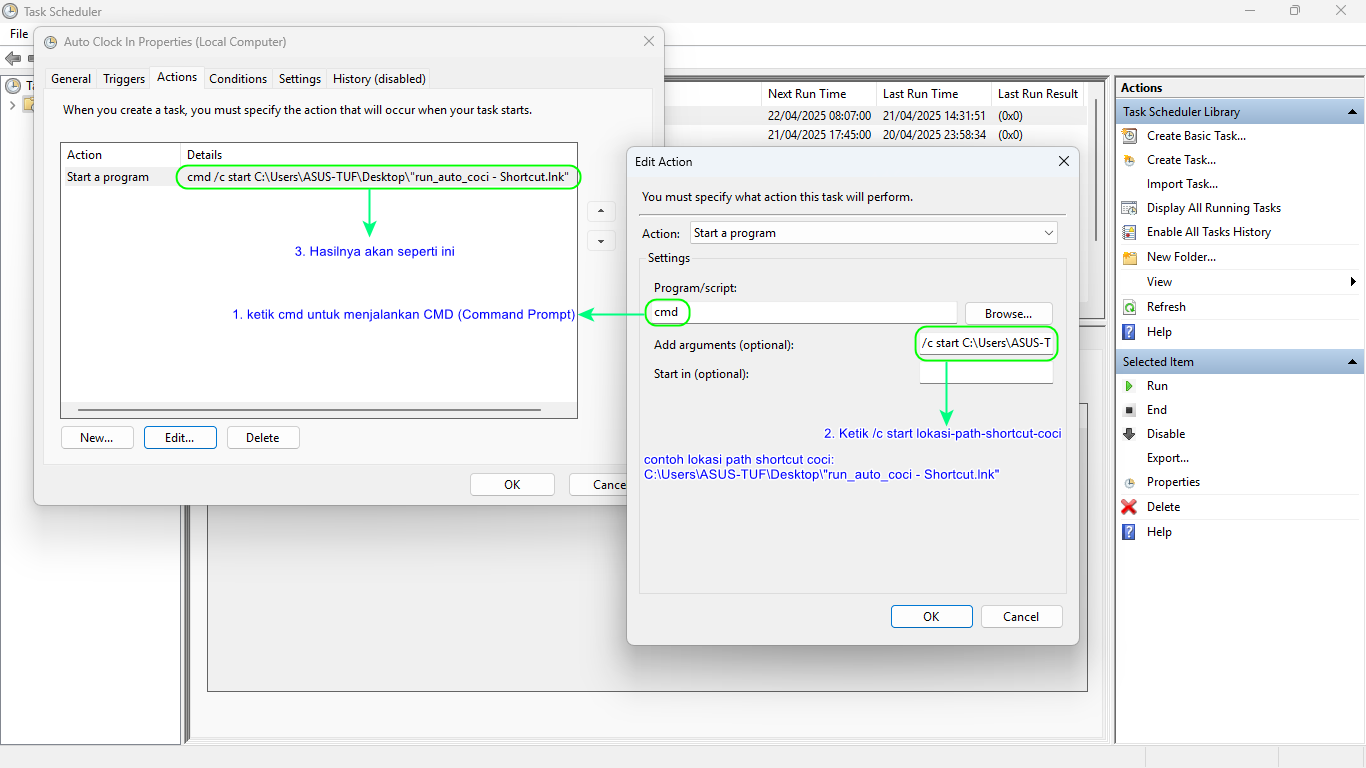 Task Scheduler
File
Auto Clock In Properties (Local Computer)
General Triggers Actions Conditions Settings History (disabled)
When you create a task, you must specify the action that will occur when your task starts.
Action Details
Start a program cmd /c start C:\Users\ASUS-TUF\Desktop\"run_auto_coci - Shortcut.lnk"
3. Hasilnya akan seperti ini
1. ketik cmd untuk menjalankan CMD (Command Prompt)
New... Edit... Delete
OK Cance
Next Run Time Last Run Time Last Run Result
22/04/2025 08:07:00 21/04/2025 14:31:51 (0x0)
21/04/2025 17:45:00 20/04/2025 23:58:34 (0x0)
Edit Action
You must specify what action this task will perform.
Action: Start a program
Settings
Program/script:
cmd Browse...
Add arguments (optional): /c start C:\Users\ASUS-T
Start in (optional):
2. Ketik /c start lokasi-path-shortcut-coci
contoh lokasi path shortcut coci:
C:\Users\ASUS-TUF\Desktop\"run_auto_coci - Shortcut.lnk"
OK Cancel
Actions
Task Scheduler Library
Create Basic Task...
Create Task...
Import Task...
Display All Running Tasks
Enable All Tasks History
New Folder...
View
Refresh
Help
Selected Item
Run
End
Disable
Export...
Properties
Delete
Help